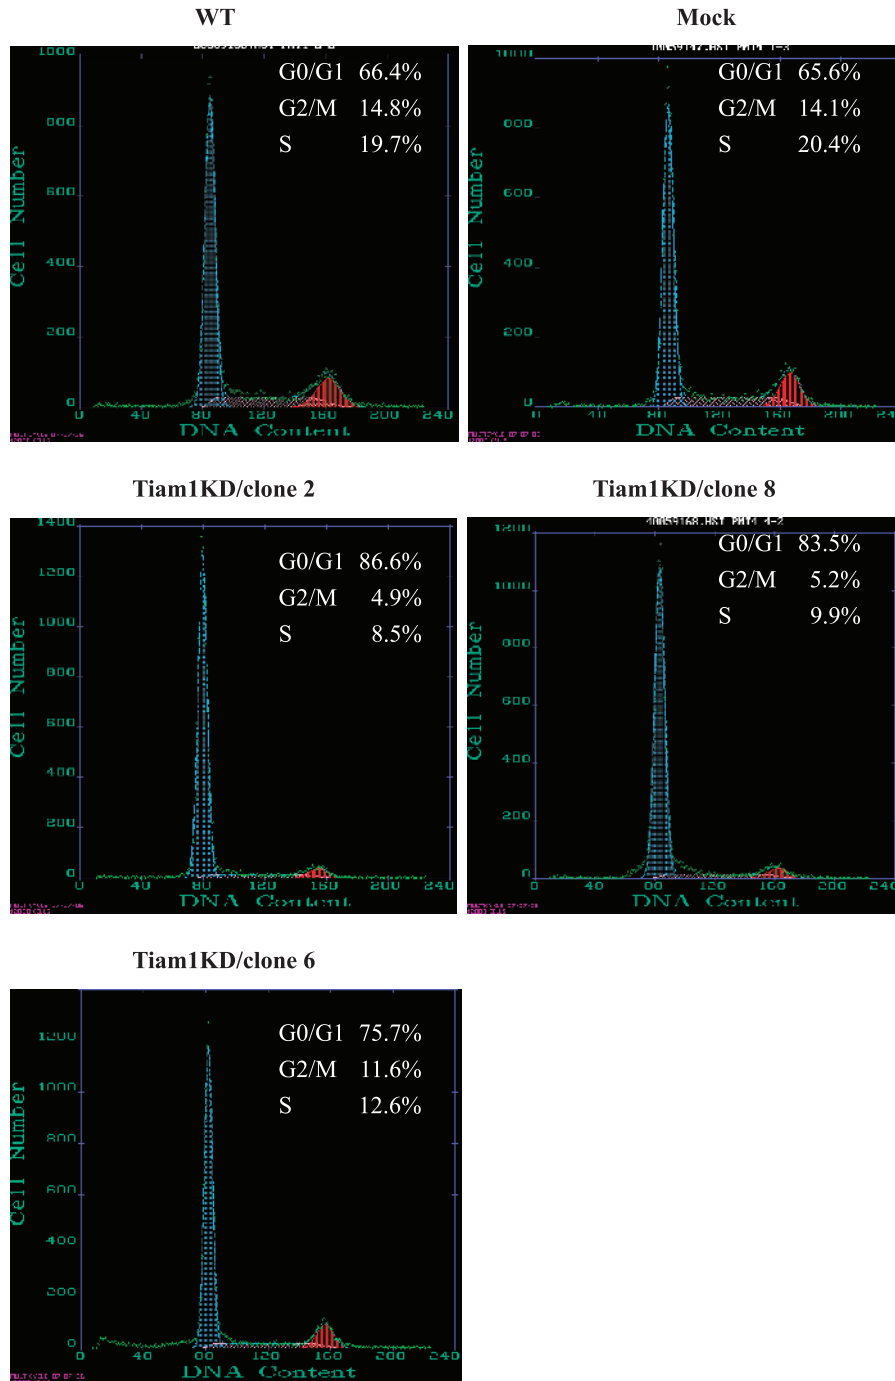 WT
Mock
1000
800
600
400
200
0
Cell Number
G0/G1 66.4%
G2/M 14.8%
S 19.7%
0 40 80 120 160 200 240
DNA Content
1000
800
600
400
200
0
Cell Number
G0/G1 65.6%
G2/M 14.1%
S 20.4%
0 40 80 120 160 200 240
DNA Content
Tiam1KD/clone 2
Tiam1KD/clone 8
1400
1200
1000
800
600
400
200
0
Cell Number
G0/G1 86.6%
G2/M 4.9%
S 8.5%
0 40 80 120 160 200 240
DNA Content
1200
1000
800
600
400
200
0
Cell Number
G0/G1 83.5%
G2/M 5.2%
S 9.9%
0 40 80 120 160 200 240
DNA Content
Tiam1KD/clone 6
1200
1000
800
600
400
200
0
Cell Number
G0/G1 75.7%
G2/M 11.6%
S 12.6%
0 40 80 120 160 200 240
DNA Content